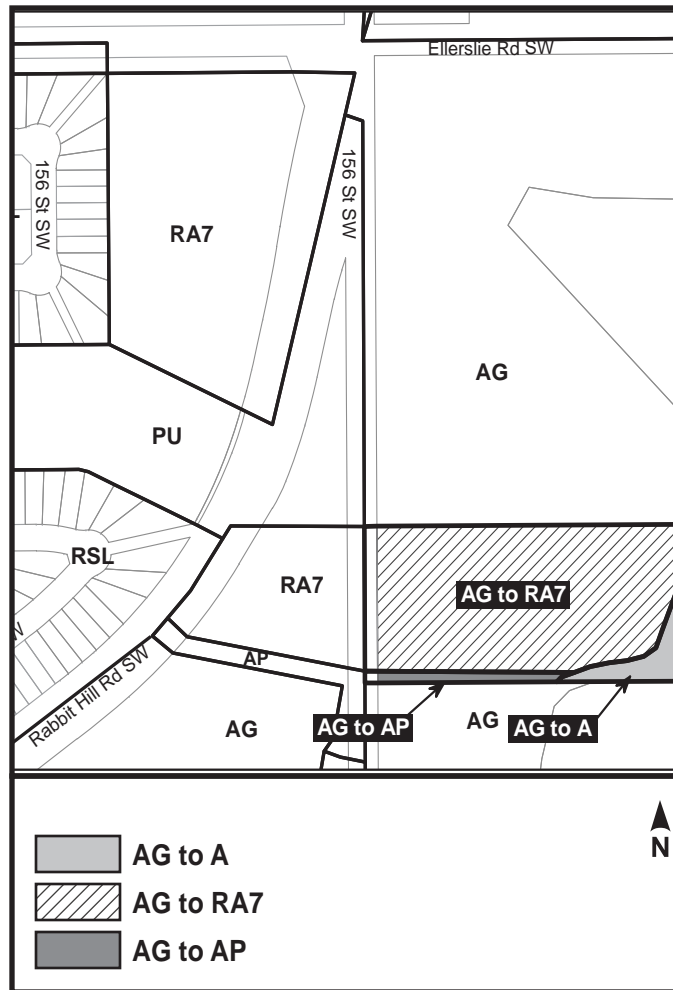 Ellerslie Rd SW
156 St SW
156 St SW
RA7
AG
PU
RSL
RA7
AG to RA7
AP
Rabbit Hill Rd SW
AG
AG to AP
AG
AG to A
N
AG to A
AG to RA7
AG to AP